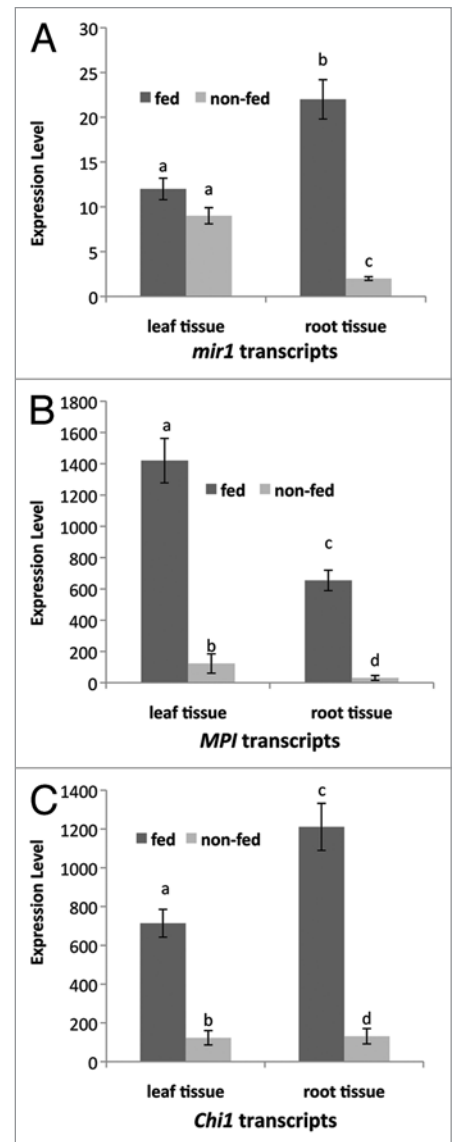 A
30
25
20
15
10
5
0
Expression Level
fed non-fed
a
a
b
c
leaf tissue root tissue
mir1 transcripts
B
1800
1600
1400
1200
1000
800
600
400
200
0
Expression Level
fed non-fed
a
b
c
d
leaf tissue root tissue
MPI transcripts
C
1400
1200
1000
800
600
400
200
0
Expression Level
fed non-fed
a
b
c
d
leaf tissue root tissue
Chi1 transcripts